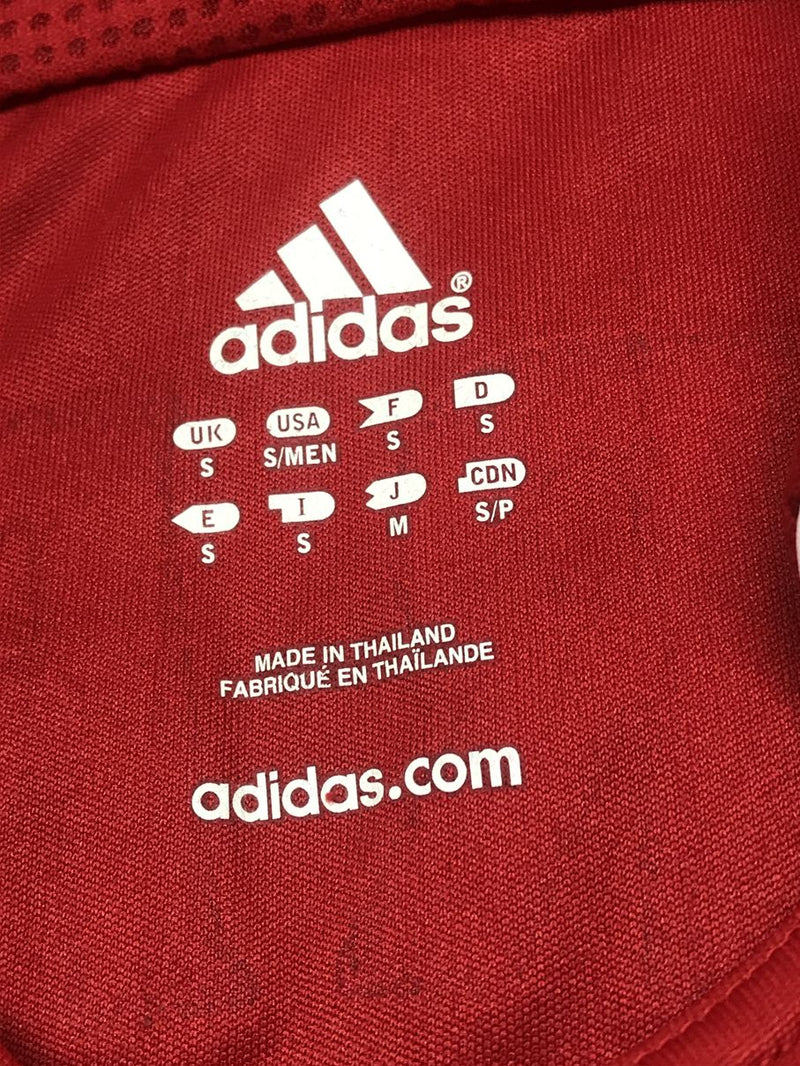 adidas®
UK USA F D
S S/MEN S S
E I J CDN
S S M S/P
MADE IN THAILAND
FABRIQUÉ EN THAÏLANDE
adidas.com